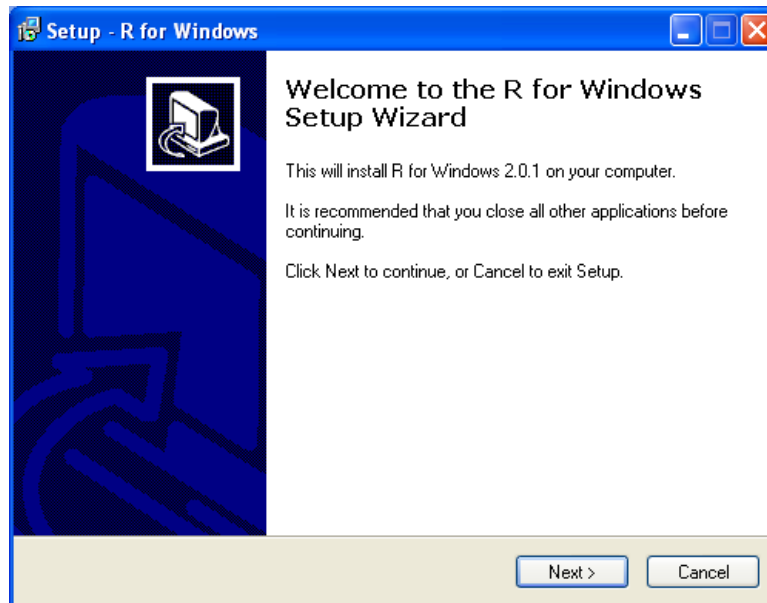 Setup - R for Windows
Welcome to the R for Windows
Setup Wizard
This will install R for Windows 2.0.1 on your computer.
It is recommended that you close all other applications before
continuing.
Click Next to continue, or Cancel to exit Setup.
Next >
Cancel